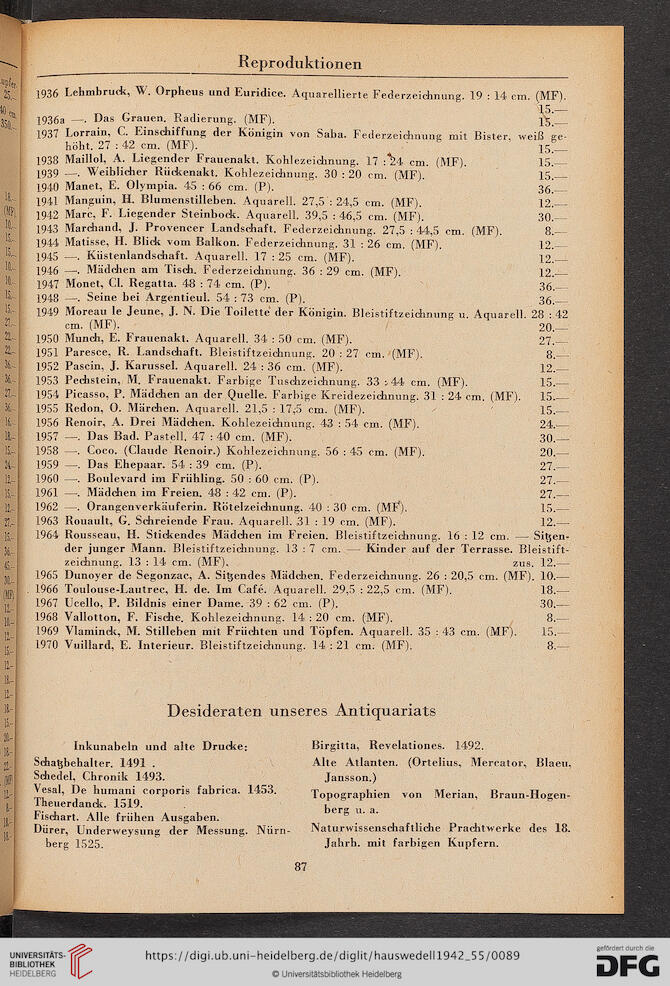 Reproduktionen
1936 Lehmbruck, W. Orpheus und Euridice. Aquarellierte Federzeichnung. 19 : 14 cm. (MF).
15.—
1936a —. Das Grauen. Radierung. (MF). 15.—
1937 Lorrain, C. Einschiffung der Königin von Saba. Federzeichnung mit Bister, weiß ge-
höht. 27 : 42 cm. (MF). 15.—
1938 Maillol, A. Liegender Frauenakt. Kohlezeichnung. 17 : 24 cm. (MF). 15.—
1939 —. Weiblicher Rückenakt. Kohlezeichnung. 30 : 20 cm. (MF). 15.—
1940 Manet, E. Olympia. 45 : 66 cm. (P). 36.—
1941 Manguin, H. Blumenstilleben. Aquarell. 27,5 : 24,5 cm. (MF). 12.—
1942 Marc, F. Liegender Steinbock. Aquarell. 39,5 : 46,5 cm. (MF). 30.—
1943 Marchand, J. Provencer Landschaft. Federzeichnung. 27,5 : 44,5 cm. (MF). 8.—
1944 Matisse, H. Blick vom Balkon. Federzeichnung. 31 : 26 cm. (MF). 12.—
1945 —. Küstenlandschaft. Aquarell. 17 : 25 cm. (MF). 12.—
1946 —. Mädchen am Tisch. Federzeichnung. 36 : 29 cm. (MF). 12.—
1947 Monet, Cl. Regatta. 48 : 74 cm. (P). 36.—
1948 —. Seine bei Argentieul. 54 : 73 cm. (P). 36.—
1949 Moreau le Jeune, J. N. Die Toilette der Königin. Bleistiftzeichnung u. Aquarell. 28 : 42
cm. (MF). 20.—
1950 Munch, E. Frauenakt. Aquarell. 34 : 50 cm. (MF). 27.—
1951 Paresce, R. Landschaft. Bleistiftzeichnung. 20 : 27 cm. (MF). 8.—
1952 Pascin, J. Karussel. Aquarell. 24 : 36 cm. (MF). 12.—
1953 Pechstein, M. Frauenakt. Farbige Tuschzeichnung. 33 : 44 cm. (MF). 15.—
1954 Picasso, P. Mädchen an der Quelle. Farbige Kreidezeichnung. 31 : 24 cm. (MF). 15.—
1955 Redon, O. Märchen. Aquarell. 21,5 : 17,5 cm. (MF). 15.—
1956 Renoir, A. Drei Mädchen. Kohlezeichnung. 43 : 54 cm. (MF). 24.—
1957 —. Das Bad. Pastell. 47 : 40 cm. (MF). 30.—
1958 —. Coco. (Claude Renoir.) Kohlezeichnung. 56 : 45 cm. (MF). 20.—
1959 —. Das Ehepaar. 54 : 39 cm. (P). 27.—
1960 —. Boulevard im Frühling. 50 : 60 cm. (P). 27.—
1961 —. Mädchen im Freien. 48 : 42 cm. (P). 27.—
1962 —. Orangenverkäuferin. Rötelzeichnung. 40 : 30 cm. (MF). 15.—
1963 Rouault, G. Schreiende Frau. Aquarell. 31 : 19 cm. (MF). 12.—
1964 Rousseau, H. Stickendes Mädchen im Freien. Bleistiftzeichnung. 16 : 12 cm. — Sitzen-
der junger Mann. Bleistiftzeichnung. 13 : 7 cm. — Kinder auf der Terrasse. Bleistift-
zeichnung. 13 : 14 cm. (MF). zus. 12.—
1965 Dunoyer de Segonzac, A. Sitzendes Mädchen. Federzeichnung. 26 : 20,5 cm. (MF). 10.—
1966 Toulouse-Lautrec, H. de. Im Café. Aquarell. 29,5 : 22,5 cm. (MF). 18.—
1967 Ucello, P. Bildnis einer Dame. 39 : 62 cm. (P). 30.—
1968 Vallotton, F. Fische. Kohlezeichnung. 14 : 20 cm. (MF). 8.—
1969 Vlaminck, M. Stilleben mit Früchten und Töpfen. Aquarell. 35 : 43 cm. (MF). 15.—
1970 Vuillard, E. Interieur. Bleistiftzeichnung. 14 : 21 cm. (MF). 8.—
Desideraten unseres Antiquariats
Inkunabeln und alte Drucke:
Schatzbehalter. 1491 .
Schedel, Chronik 1493.
Vesal, De humani corporis fabrica. 1453.
Theuerdanck. 1519.
Fischart. Alle frühen Ausgaben.
Dürer, Underweysung der Messung. Nürn-
berg 1525.
Birgitta, Revelationes. 1492.
Alte Atlanten. (Ortelius, Mercator, Blaeu,
Jansson.)
Topographien von Merian, Braun-Hogen-
berg u. a.
Naturwissenschaftliche Prachtwerke des 18.
Jahrh. mit farbigen Kupfern.
87
UNIVERSITÄTS-
BIBLIOTHEK
HEIDELBERG
https://digi.ub.uni-heidelberg.de/diglit/hauswedell1942_55/0089
© Universitätsbibliothek Heidelberg
gefördert durch die
DFG